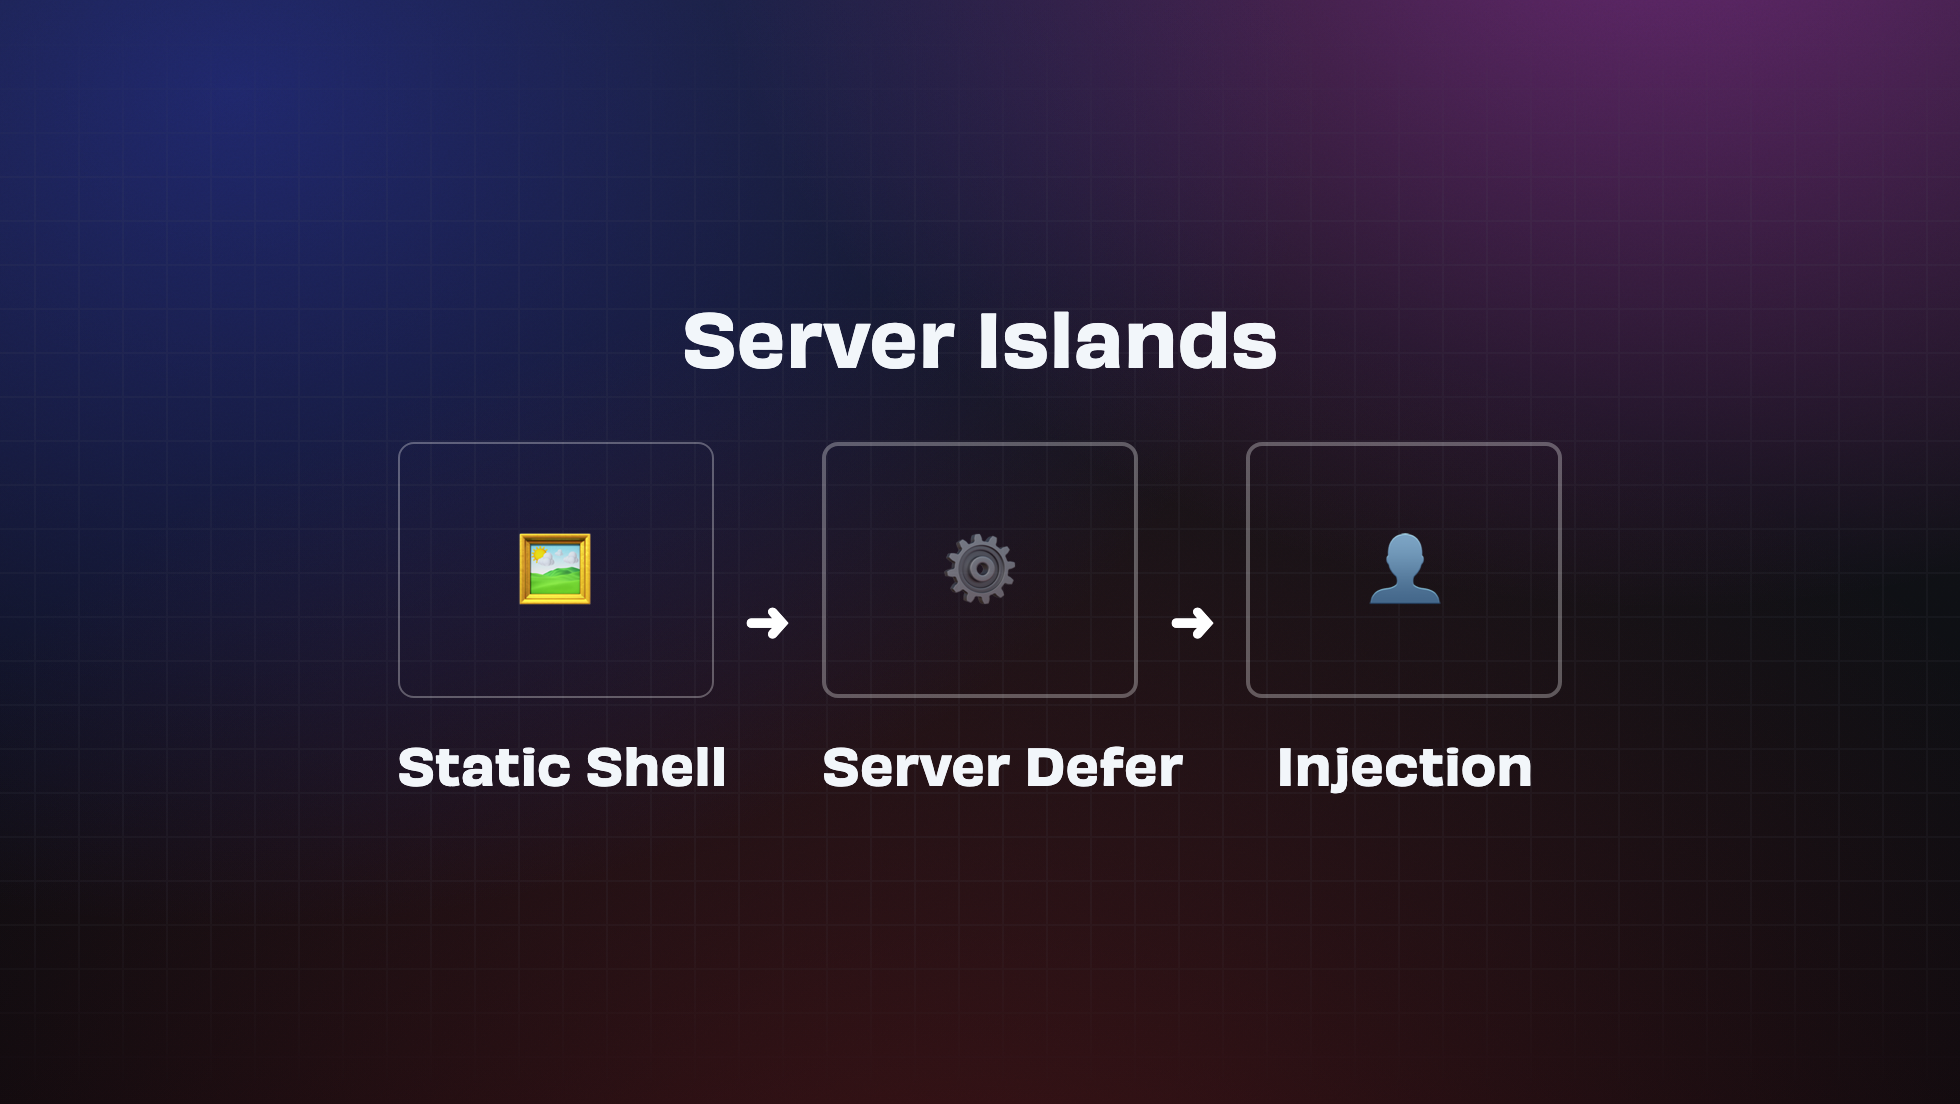 Server Islands
Static Shell
Server Defer
Injection